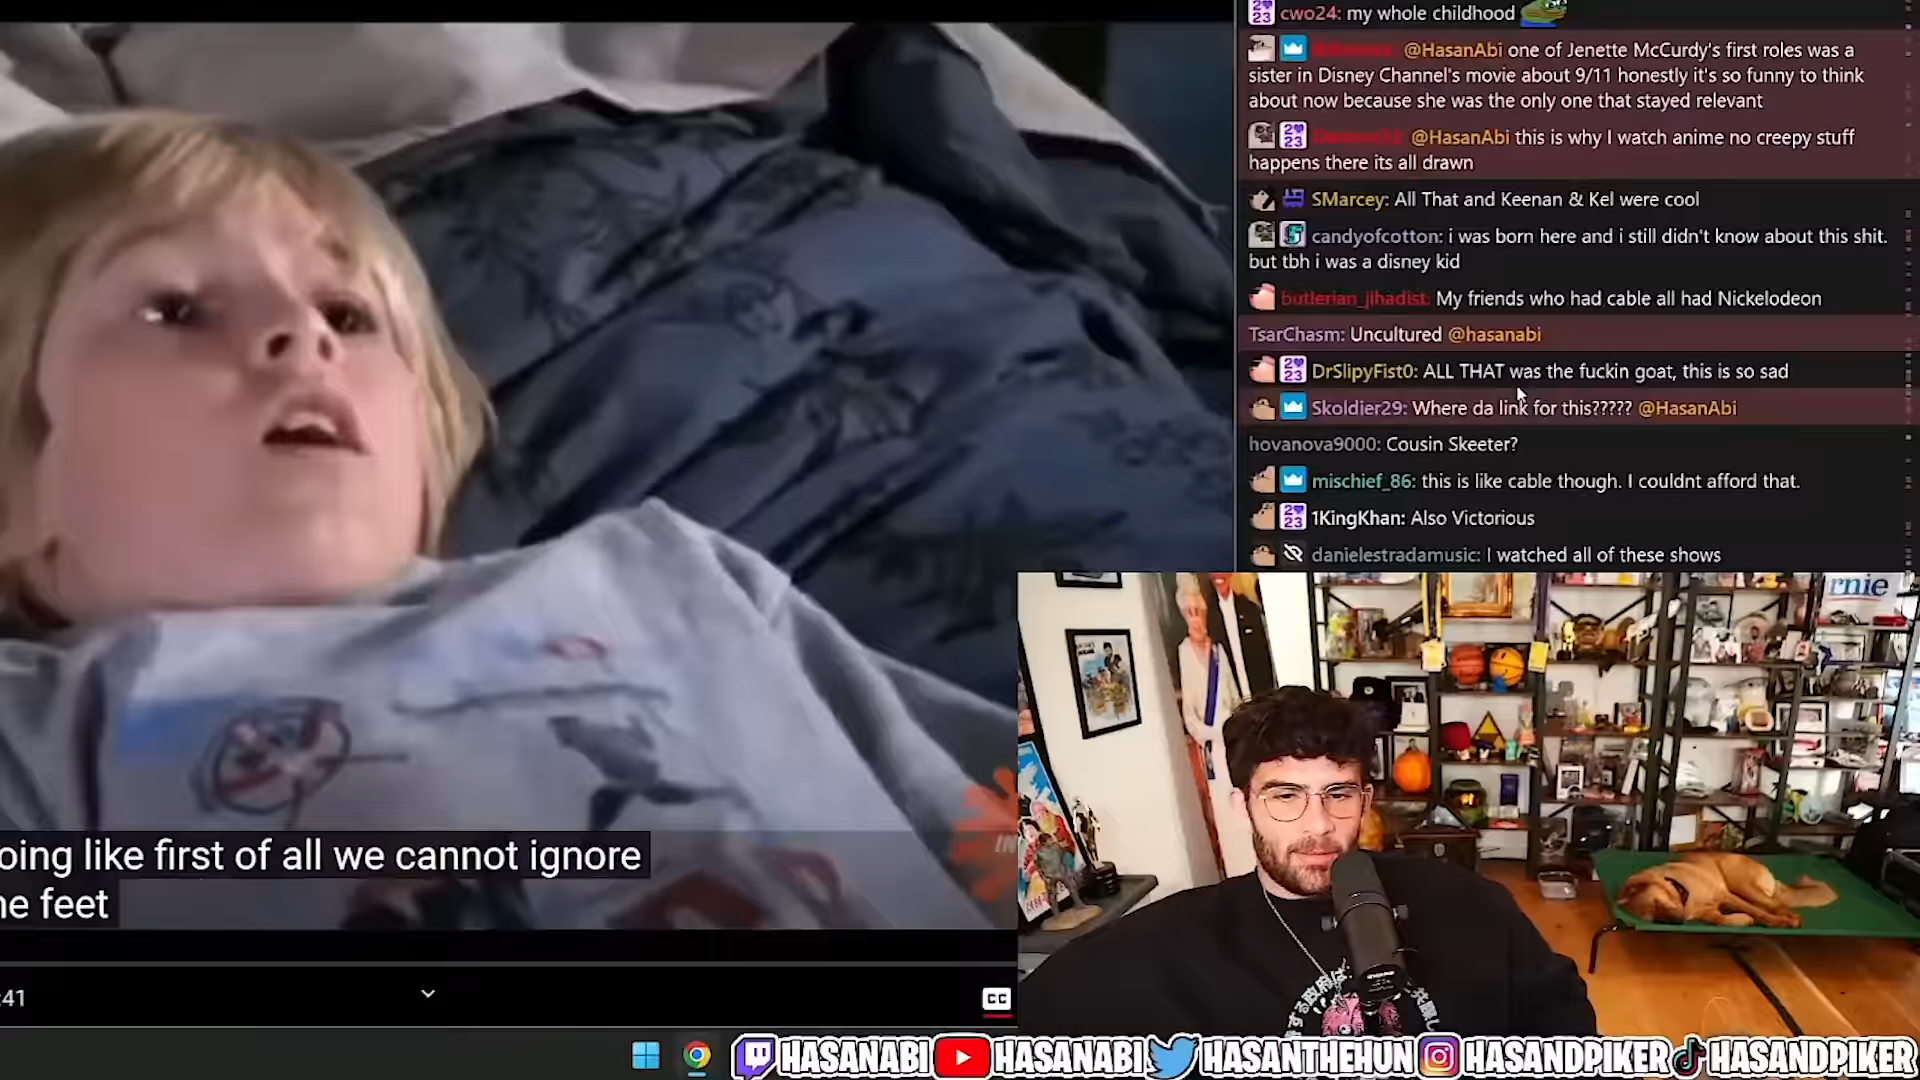 cwo24: my whole childhood
@HasanAbi one of Jenette McCurdy's first roles was a
sister in Disney Channel's movie about 9/11 honestly it's so funny to think
about now because she was the only one that stayed relevant
@HasanAbi this is why I watch anime no creepy stuff
happens there its all drawn
SMarcey: All That and Keenan & Kel were cool
candyofcotton: i was born here and i still didn't know about this shit.
but tbh i was a disney kid
butlerian_jihadist: My friends who had cable all had Nickelodeon
TsarChasm: Uncultured @hasanabi
DrSlipyFist0: ALL THAT was the fuckin goat, this is so sad
Skoldier29: Where da link for this????? @HasanAbi
hovanova9000: Cousin Skeeter?
mischief_86: this is like cable though. I couldnt afford that.
1KingKhan: Also Victorious
danielestradamusic: I watched all of these shows
rnie
oing like first of all we cannot ignore
he feet
IN
:41
CC
HASANABI HASANABI HASANTHEHUN HASANDPIKER HASANDPIKER